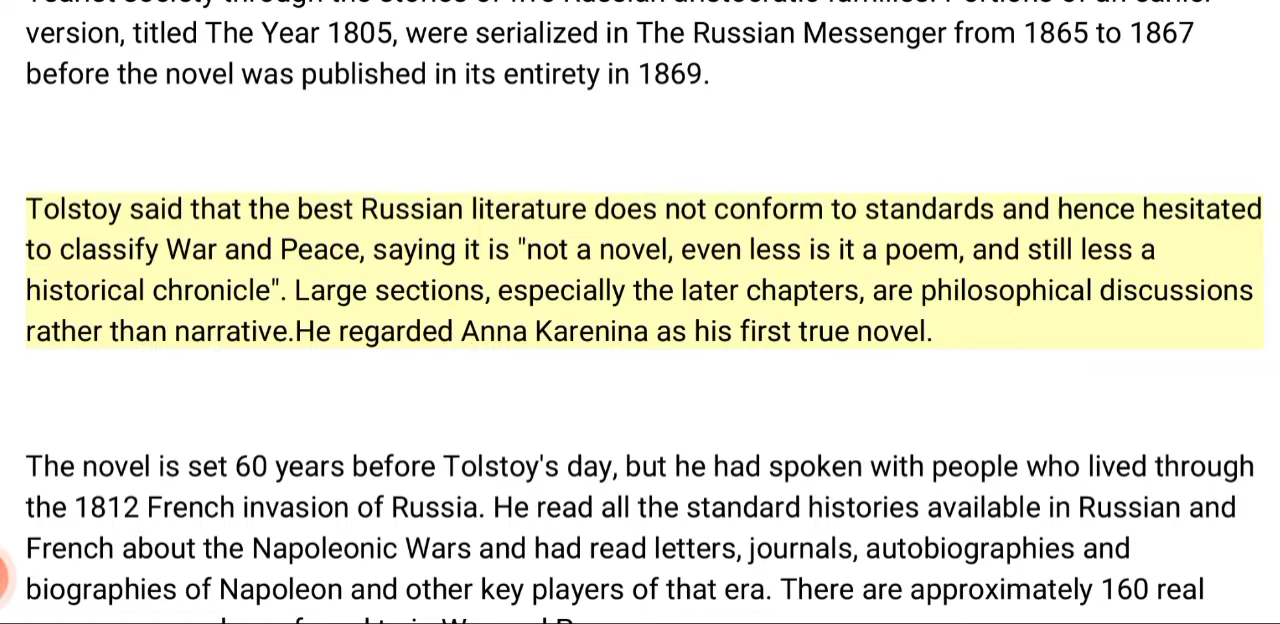 version, titled The Year 1805, were serialized in The Russian Messenger from 1865 to 1867
before the novel was published in its entirety in 1869.
Tolstoy said that the best Russian literature does not conform to standards and hence hesitated
to classify War and Peace, saying it is "not a novel, even less is it a poem, and still less a
historical chronicle". Large sections, especially the later chapters, are philosophical discussions
rather than narrative.He regarded Anna Karenina as his first true novel.
The novel is set 60 years before Tolstoy's day, but he had spoken with people who lived through
the 1812 French invasion of Russia. He read all the standard histories available in Russian and
French about the Napoleonic Wars and had read letters, journals, autobiographies and
biographies of Napoleon and other key players of that era. There are approximately 160 real